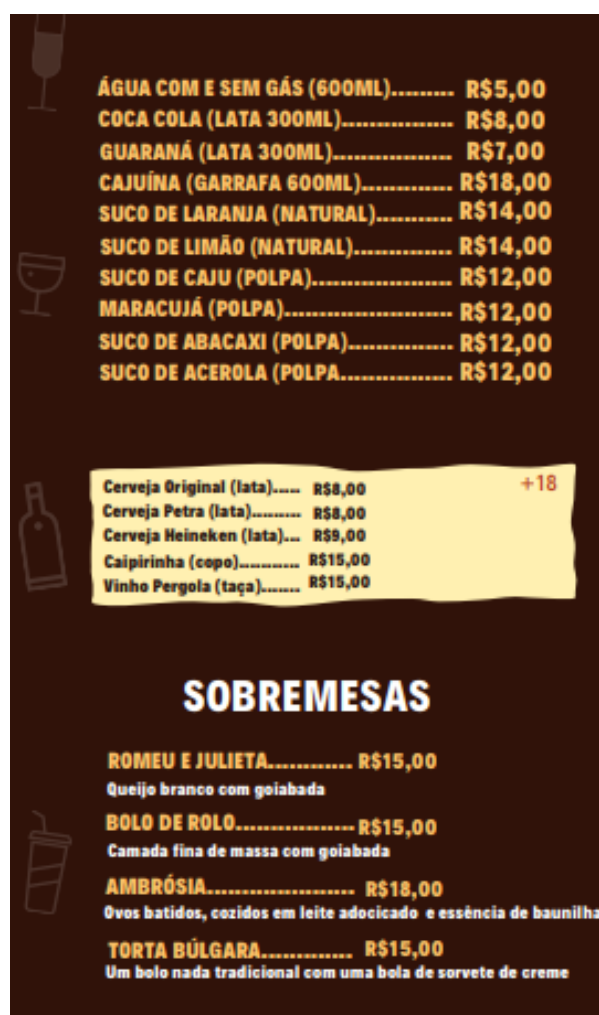 ÁGUA COM E SEM GÁS (600ML)......... R$5,00
COCA COLA (LATA 300ML)................ R$8,00
GUARANÁ (LATA 300ML)................. R$7,00
CAJUÍNA (GARRAFA 600ML)............. R$18,00
SUCO DE LARANJA (NATURAL)........... R$14,00
SUCO DE LIMÃO (NATURAL).............. R$14,00
SUCO DE CAJU (POLPA).................... R$12,00
MARACUJÁ (POLPA)........................ R$12,00
SUCO DE ABACAXI (POLPA)............... R$12,00
SUCO DE ACEROLA (POLPA................ R$12,00
+18
Cerveja Original (lata)..... R$8,00
Cerveja Petra (lata)......... R$8,00
Cerveja Heineken (lata)... R$9,00
Caipirinha (copo)............ R$15,00
Vinho Pergola (taça)....... R$15,00
SOBREMESAS
ROMEU E JULIETA............ R$15,00
Queijo branco com goiabada
BOLO DE ROLO................. R$15,00
Camada fina de massa com goiabada
AMBRÓSIA..................... R$18,00
Ovos batidos, cozidos em leite adocicado e essência de baunilha
TORTA BÚLGARA............. R$15,00
Um bolo nada tradicional com uma bola de sorvete de creme